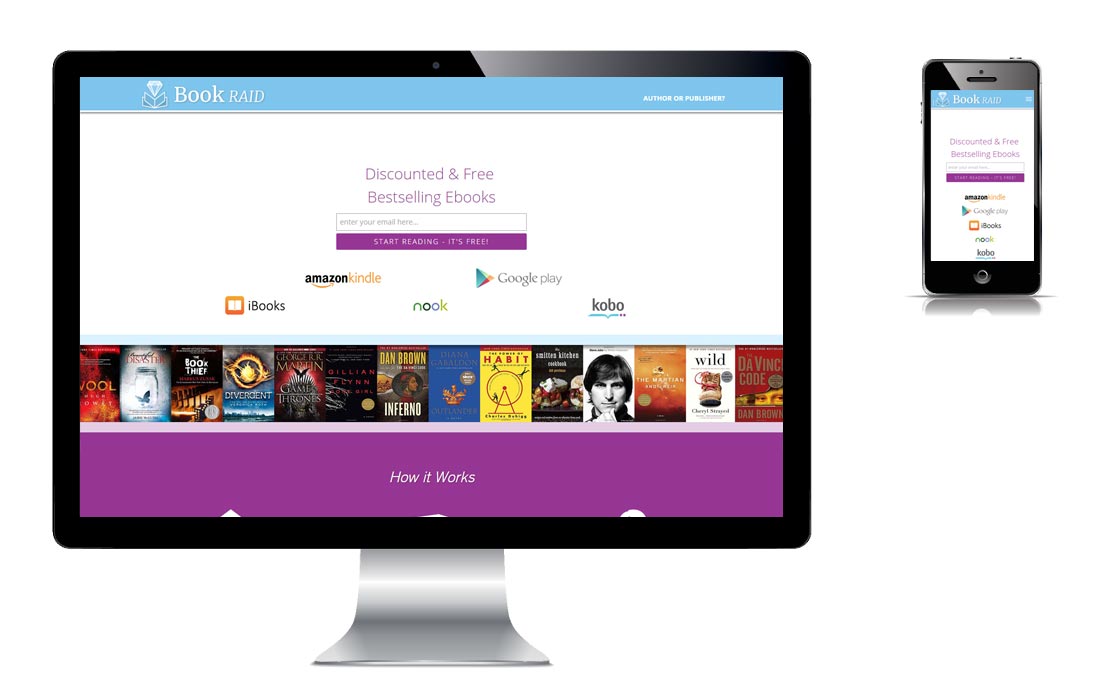 Book RAID
AUTHOR OR PUBLISHER?
Discounted & Free
Bestselling Ebooks
enter your email here...
START READING - IT'S FREE!
amazonkindle
Google play
iBooks
nook
kobo
WOOL
DISASTER
THE
BOOK
THIEF
DIVERGENT
GEORGE R.R.
MARTIN
GAME
THRONES
GILLIAN
FLYNN
GIRL
DAN BROWN
INFERNO
DIANA
GABALDON
OUTLANDER
THE POWER OF
HABIT
Charles Duhigg
smitten kitchen
cookbook
THE MARTIAN
ANDY WEIR
wild
Cheryl Strayed
DA VINCI
CODE
DAN BROWN
How it Works
Book RAID
Discounted & Free
Bestselling Ebooks
enter your email here...
START READING - IT'S FREE!
amazonkindle
Google play
iBooks
nook
kobo